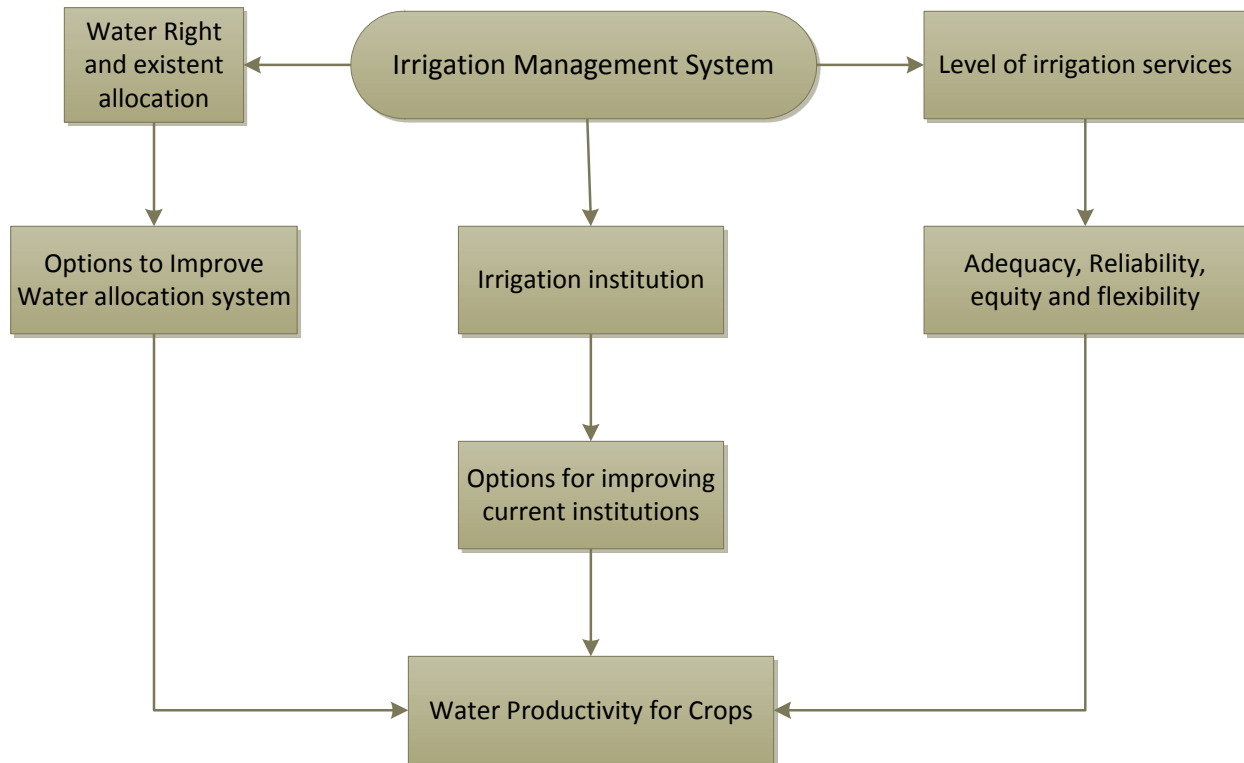 Water Right
and existent
allocation
Irrigation Management System
Level of irrigation services
Options to Improve
Water allocation system
Irrigation institution
Adequacy, Reliability,
equity and flexibility
Options for improving
current institutions
Water Productivity for Crops